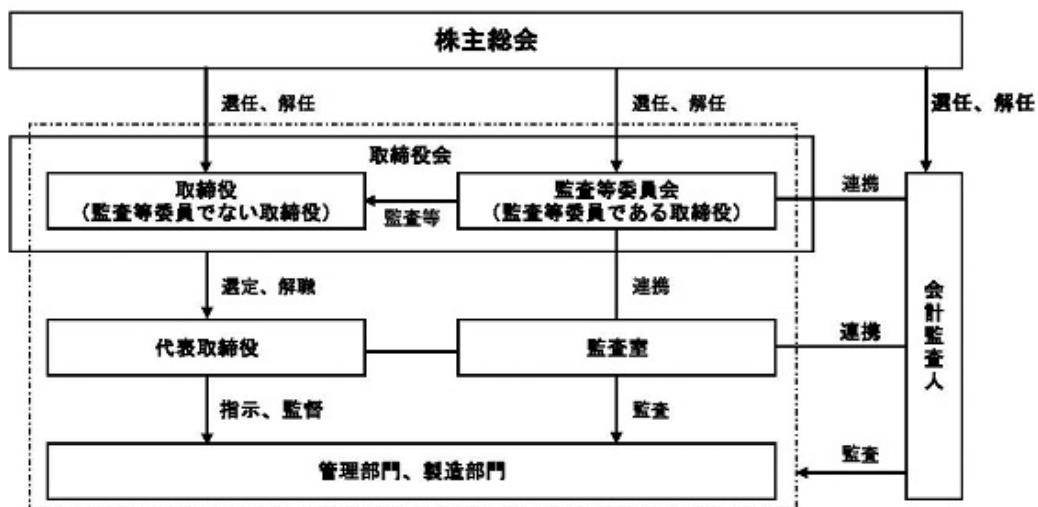 株主総会
選任、解任
選任、解任
選任、解任
取締役会
取締役
(監査等委員でない取締役)
監査等
監査等委員会
(監査等委員である取締役)
連携
選定、解職
連携
代表取締役
監査室
連携
会計監査人
指示、監督
監査
管理部門、製造部門
監査